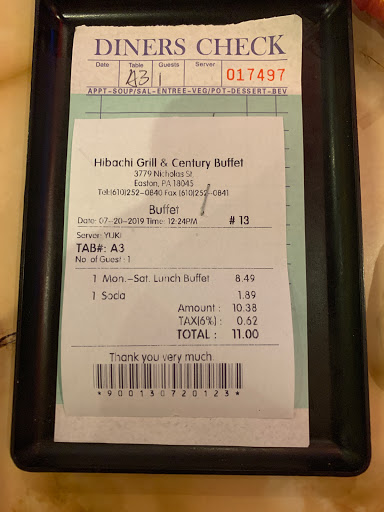 DINERS CHECK
Date Table Guests Server
A3 1 017497
APPT-SOUP/SAL-ENTREE-VEG/POT-DESSERT-BEV
Hibachi Grill & Century Buffet
3779 Nicholas St
Easton, PA 18045
Tel:(610)252-0840 Fax (610)252-0841
Buffet
Date: 07-20-2019 Time: 12:24PM # 13
Server: YUKI
TAB#: A3
No. of Guest : 1
1 Mon.-Sat. Lunch Buffet 8.49
1 Soda 1.89
Amount : 10.38
TAX(6%) : 0.62
TOTAL : 11.00
Thank you very much
*900130720123*